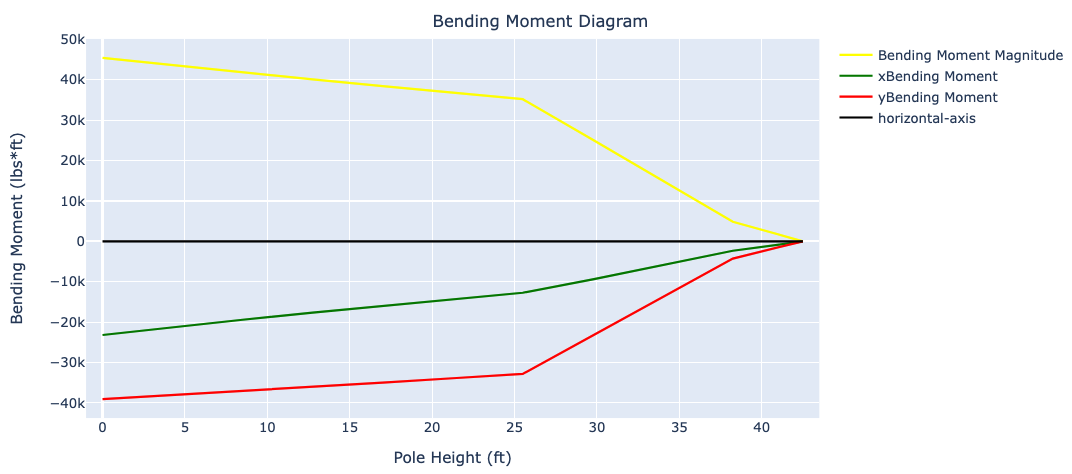 Bending Moment Diagram
50k
40k
30k
20k
10k
0
−10k
−20k
−30k
−40k
Bending Moment (lbs*ft)
0 5 10 15 20 25 30 35 40
Pole Height (ft)
Bending Moment Magnitude
xBending Moment
yBending Moment
horizontal-axis